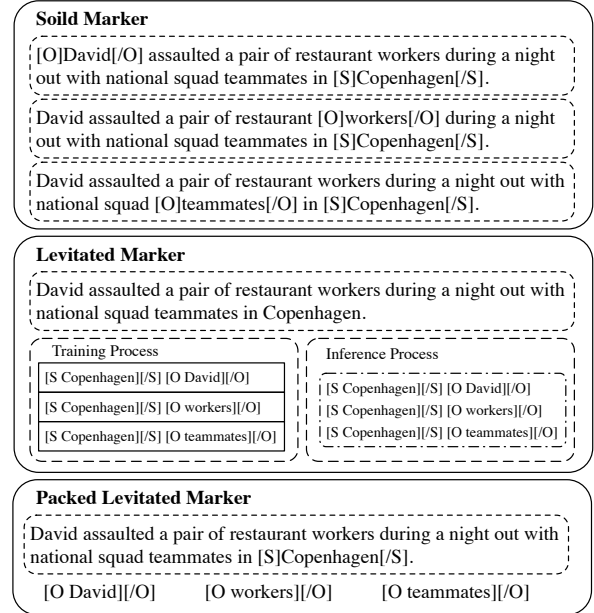 Soild Marker
[O]David[/O] assaulted a pair of restaurant workers during a night
out with national squad teammates in [S]Copenhagen[/S].
David assaulted a pair of restaurant [O]workers[/O] during a night
out with national squad teammates in [S]Copenhagen[/S].
David assaulted a pair of restaurant workers during a night out with
national squad [O]teammates[/O] in [S]Copenhagen[/S].
Levitated Marker
David assaulted a pair of restaurant workers during a night out with
national squad teammates in Copenhagen.
Training Process
[S Copenhagen][/S] [O David][/O]
[S Copenhagen][/S] [O workers][/O]
[S Copenhagen][/S] [O teammates][/O]
Inference Process
[S Copenhagen][/S] [O David][/O]
[S Copenhagen][/S] [O workers][/O]
[S Copenhagen][/S] [O teammates][/O]
Packed Levitated Marker
David assaulted a pair of restaurant workers during a night out with
national squad teammates in [S]Copenhagen[/S].
[O David][/O] [O workers][/O] [O teammates][/O]